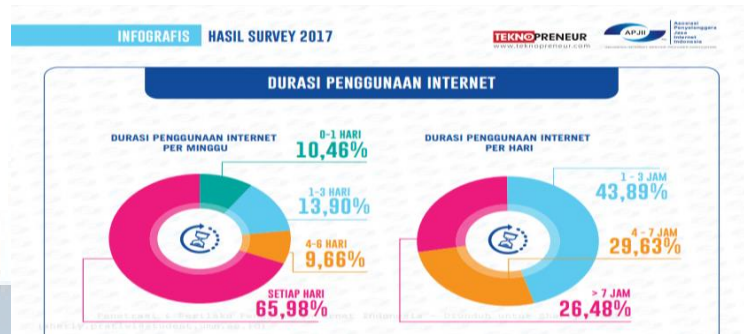 INFOGRAFIS HASIL SURVEY 2017
TEKNOPRENEUR
www.teknopreneur.com
APJII
Asosiasi
Penyelenggara
Jasa
Internet
Indonesia
DURASI PENGGUNAAN INTERNET
DURASI PENGGUNAAN INTERNET
PER MINGGU
0-1 HARI
10,46%
1-3 HARI
13,90%
4-6 HARI
9,66%
SETIAP HARI
65,98%
DURASI PENGGUNAAN INTERNET
PER HARI
1 - 3 JAM
43,89%
4 - 7 JAM
29,63%
> 7 JAM
26,48%